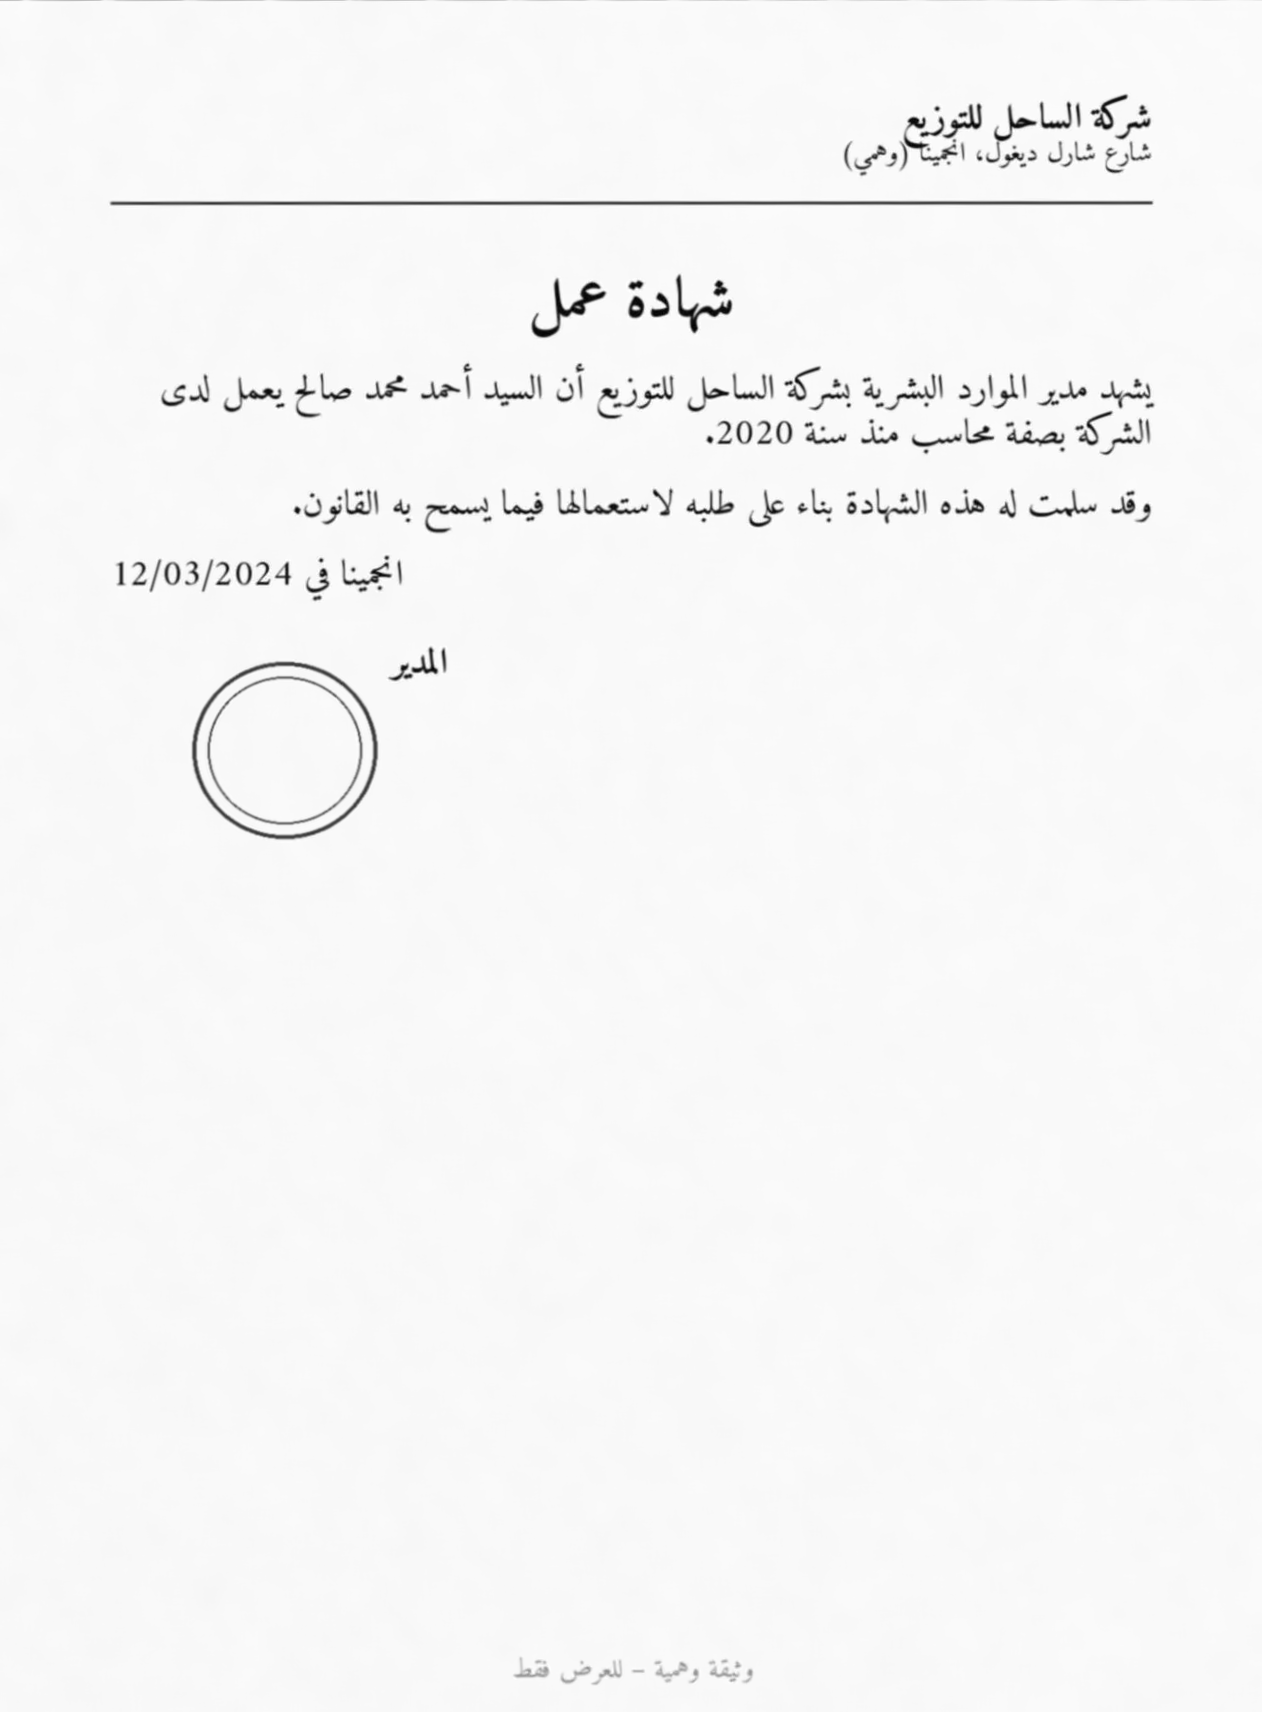 شركة الساحل للتوزيع
شارع شارل ديغول، انجمينا (وهمي)
شهادة عمل
يشهد مدير الموارد البشرية بشركة الساحل للتوزيع أن السيد أحمد محمد صالح يعمل لدى
الشركة بصفة محاسب منذ سنة 2020.
وقد سلمت له هذه الشهادة بناء على طلبه لاستعمالها فيما يسمح به القانون.
انجمينا في 12/03/2024
المدير
وثيقة وهمية – للعرض فقط